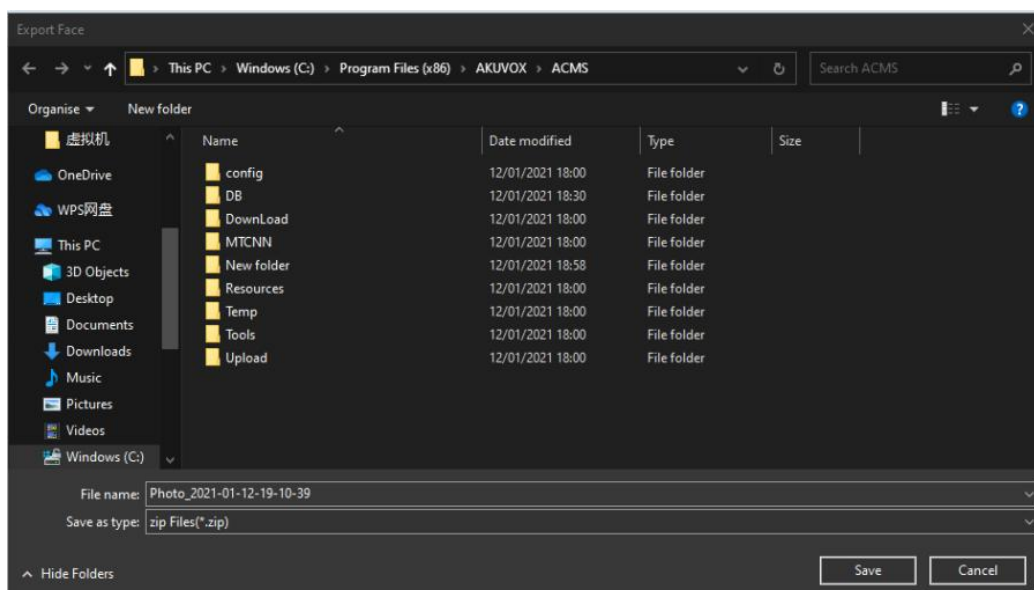 Export Face
This PC > Windows (C:) > Program Files (x86) > AKUVOX > ACMS
Search ACMS
Organise
New folder
虚拟机
OneDrive
WPS网盘
This PC
3D Objects
Desktop
Documents
Downloads
Music
Pictures
Videos
Windows (C:)
Name Date modified Type Size
config 12/01/2021 18:00 File folder
DB 12/01/2021 18:30 File folder
DownLoad 12/01/2021 18:00 File folder
MTCNN 12/01/2021 18:00 File folder
New folder 12/01/2021 18:58 File folder
Resources 12/01/2021 18:00 File folder
Temp 12/01/2021 18:00 File folder
Tools 12/01/2021 18:00 File folder
Upload 12/01/2021 18:00 File folder
File name: Photo_2021-01-12-19-10-39
Save as type: zip Files(*.zip)
Hide Folders
Save
Cancel